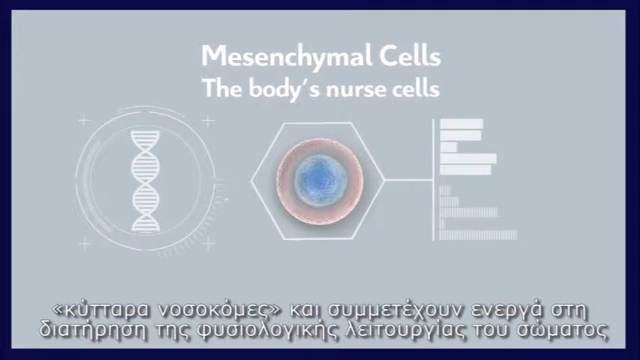 Mesenchymal Cells
The body's nurse cells
«κύτταρα νοσοκόμες» και συμμετέχουν ενεργά στη
διατήρηση της φυσιολογικής λειτουργίας του σώματος